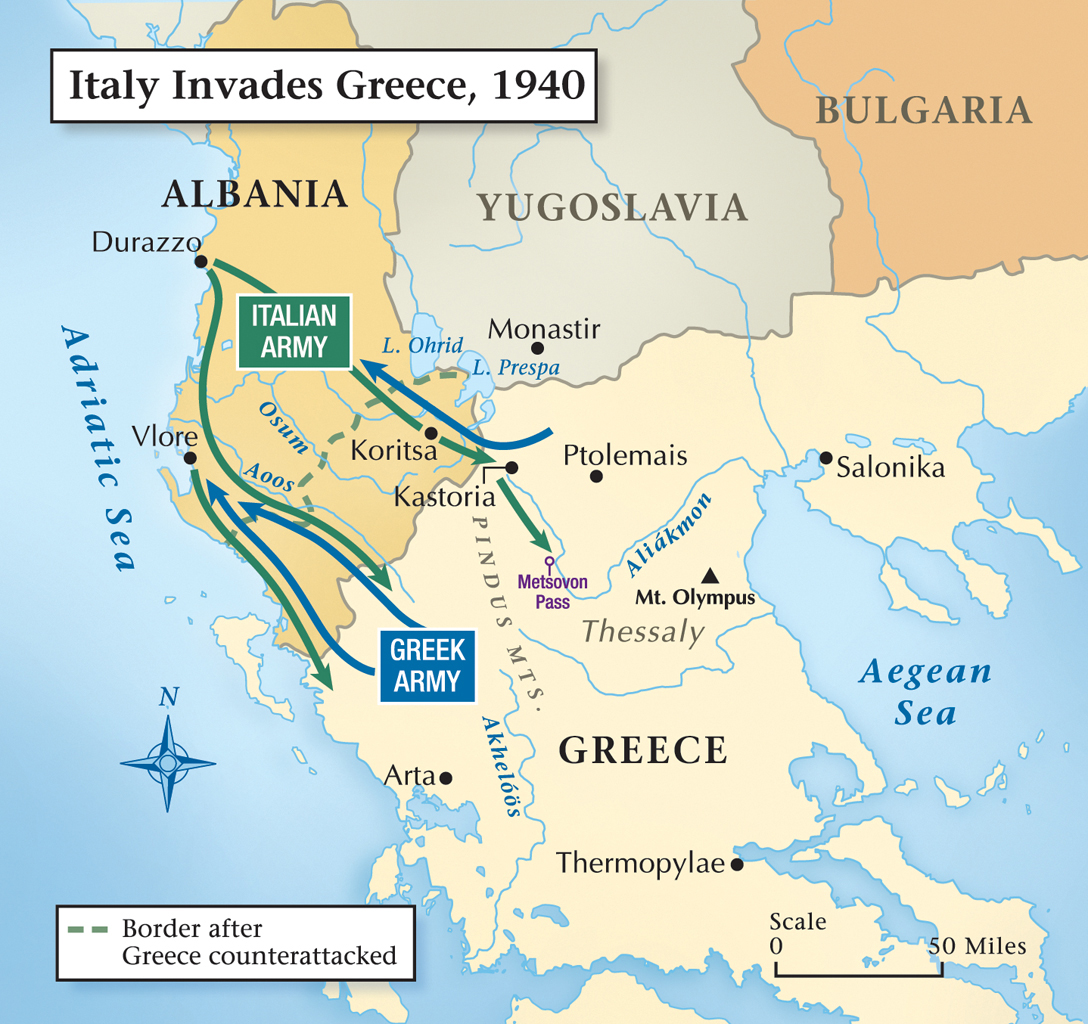 Italy Invades Greece, 1940
BULGARIA
ALBANIA
YUGOSLAVIA
Durazzo
ITALIAN
ARMY
Monastir
L. Ohrid
L. Prespa
Adriatic Sea
Osum
Vlore
Koritsa
Ptolemais
Salonika
Aoos
Kastoria
Aliákmon
PINDUS MTS.
Metsovon
Pass
Mt. Olympus
Thessaly
GREEK
ARMY
Aegean
Sea
N
Akhelóös
GREECE
Arta
Thermopylae
Border after
Greece counterattacked
Scale
0 50 Miles